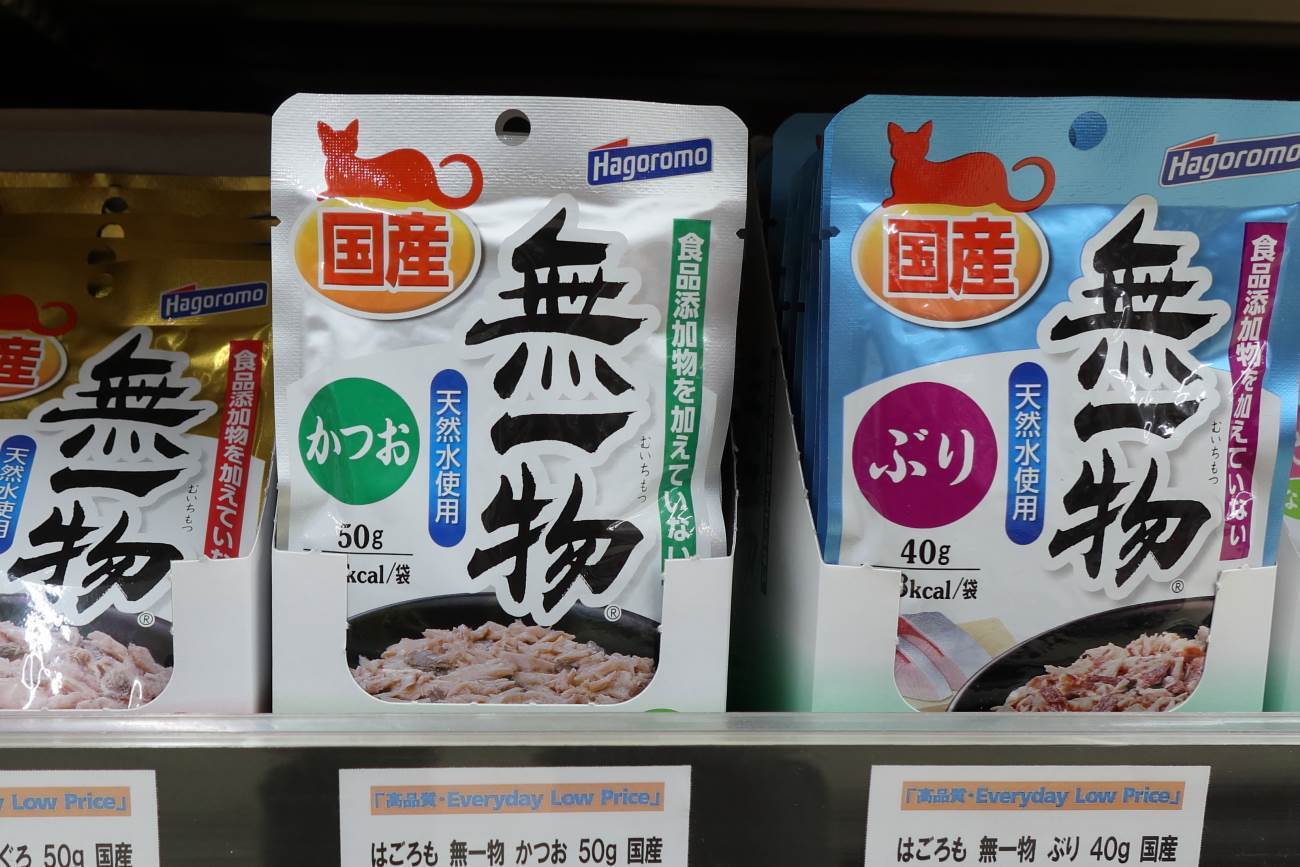 Hagoromo
産
無一物
むいちもつ
天然水使用
食品添加物を加えていな
®
Hagoromo
国産
無一物
むいちもつ
食品添加物を加えていない
かつお
天然水使用
50g
kcal/袋
®
Hagoromo
国産
無一物
むいちもつ
食品添加物を加えていない
ぶり
天然水使用
40g
kcal/袋
®
y Low Price」
ぐろ 50g 国産
「高品質・Everyday Low Price」
はごろも 無一物 かつお 50g 国産
「高品質・Everyday Low Price」
はごろも 無一物 ぶり 40g 国産